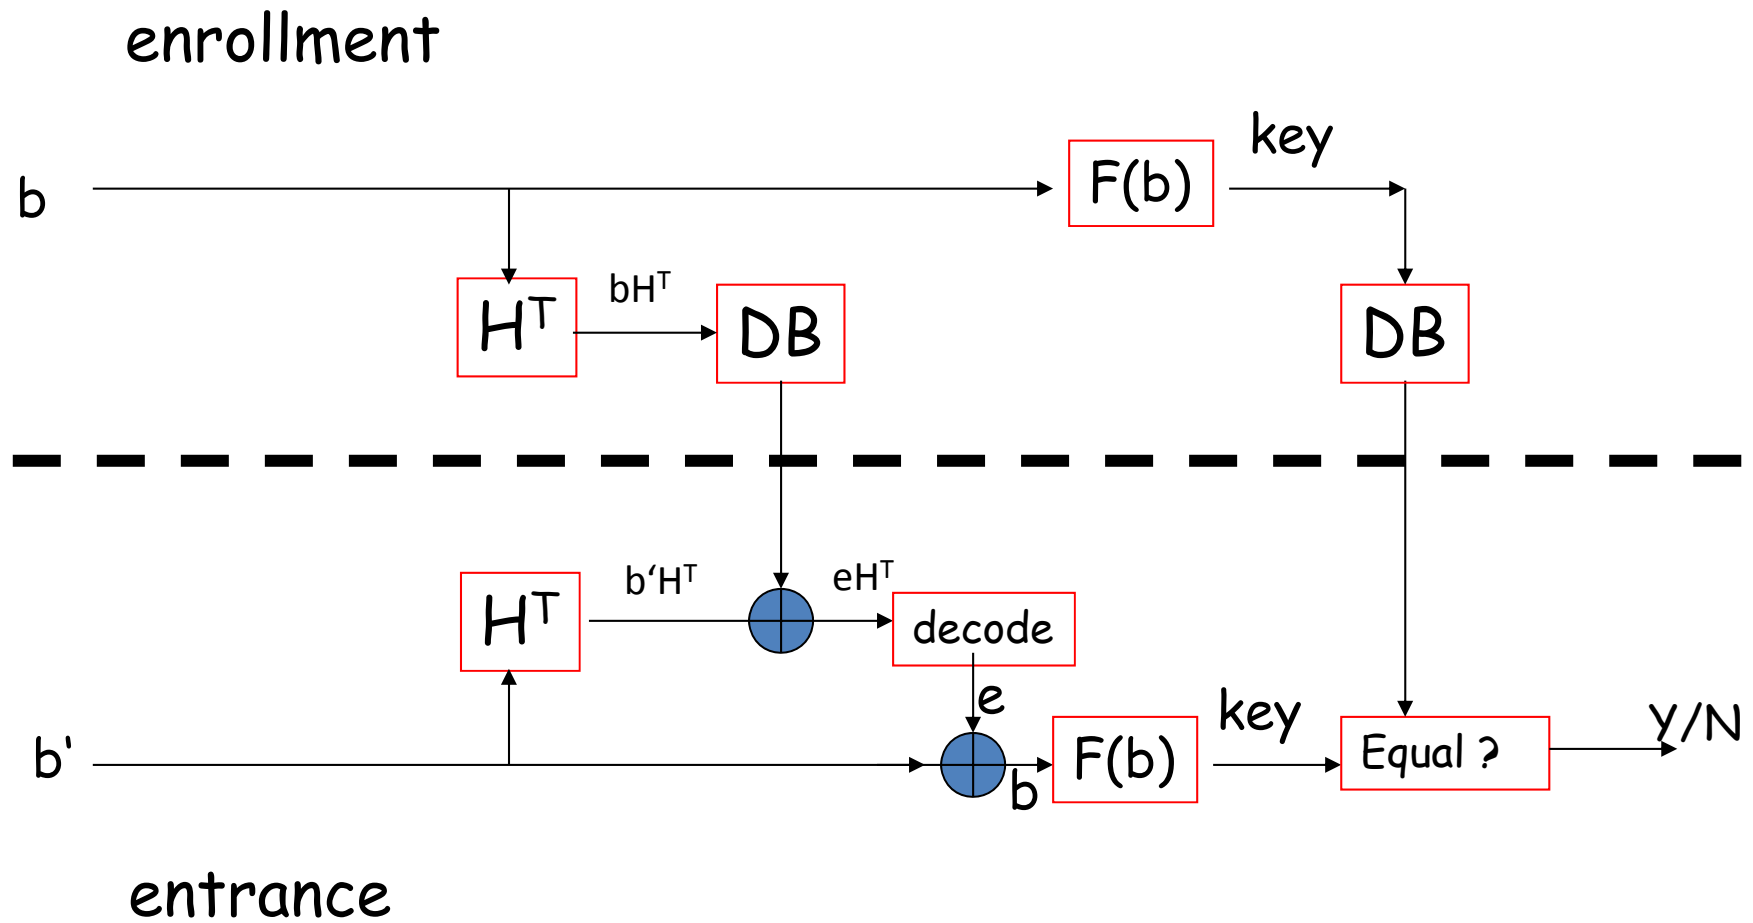 enrollment
key
b
F(b)
bHᵀ
Hᵀ
DB
DB
b‘Hᵀ
eHᵀ
Hᵀ
decode
e
key
Y/N
b'
b
F(b)
Equal ?
entrance